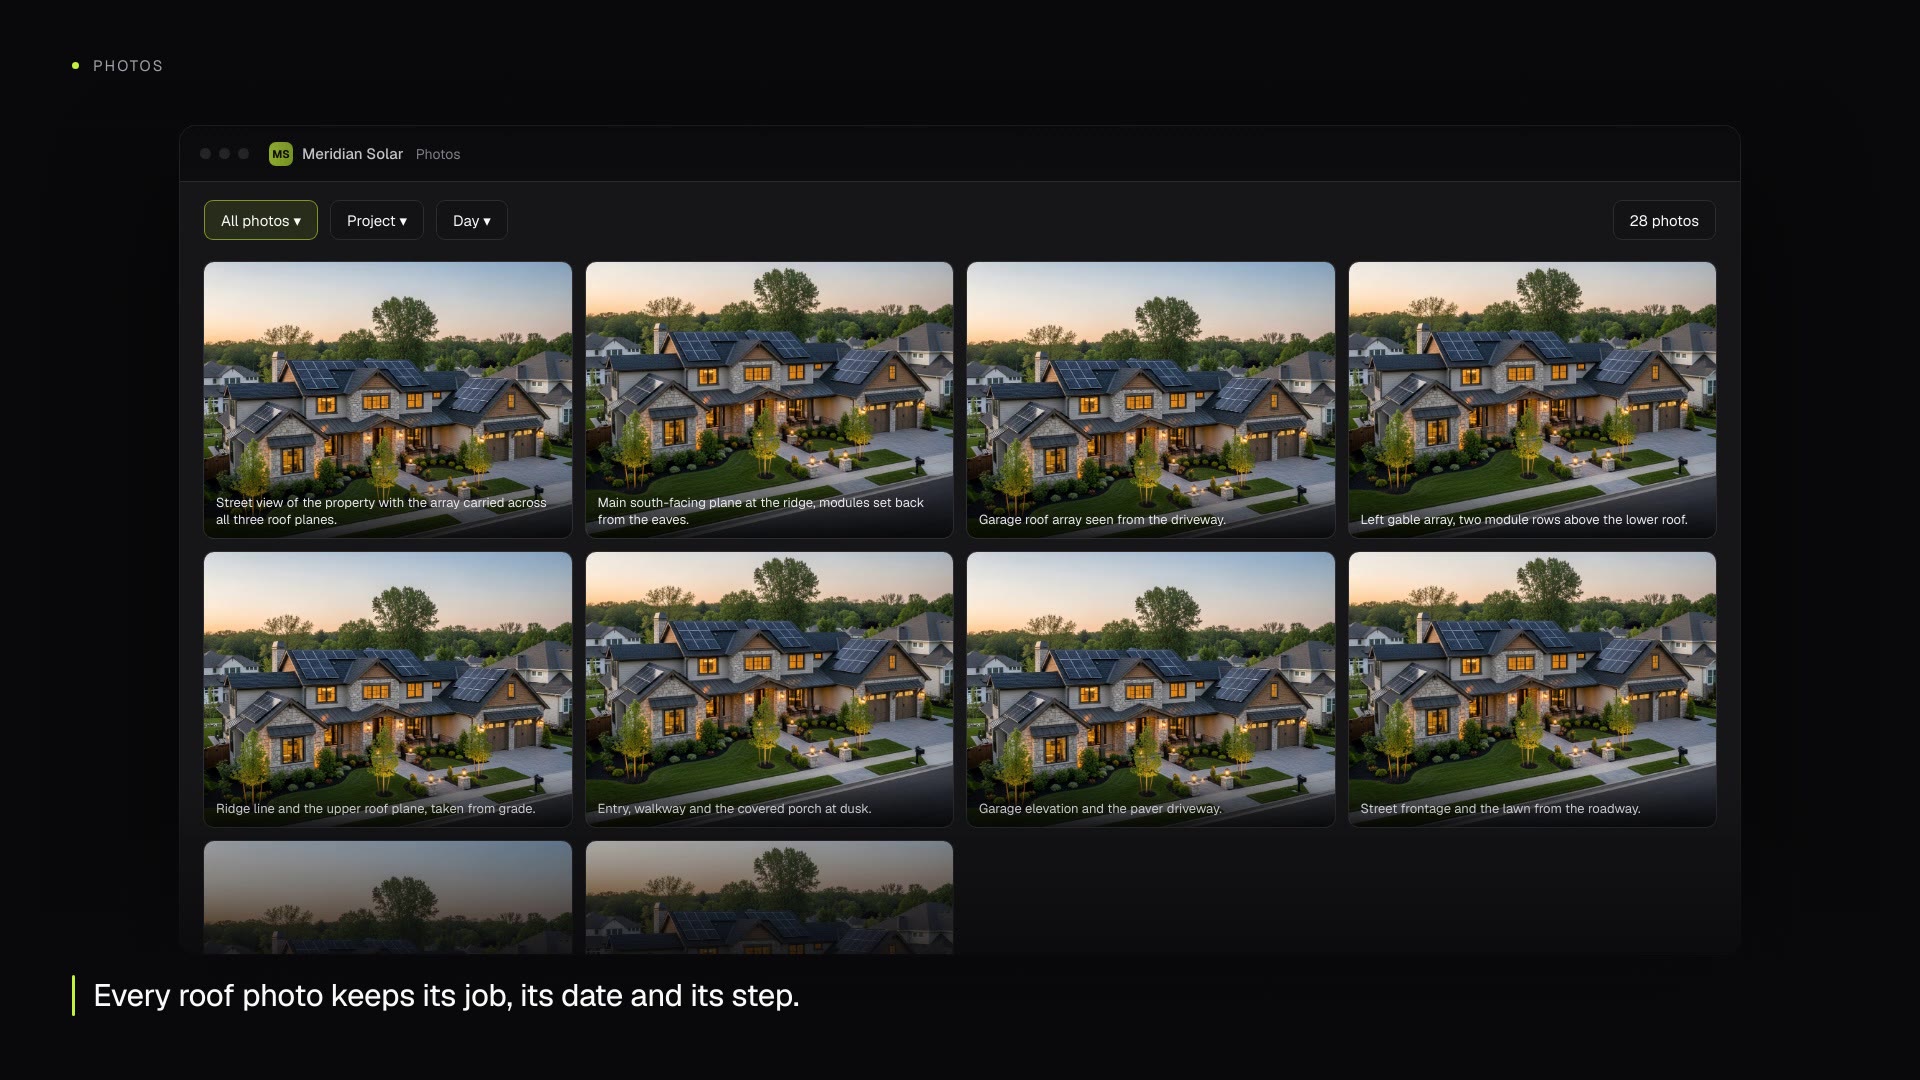 PHOTOS
MS Meridian Solar Photos
All photos ▾ Project ▾ Day ▾ 28 photos
Street view of the property with the array carried across
all three roof planes.
Main south-facing plane at the ridge, modules set back
from the eaves.
Garage roof array seen from the driveway.
Left gable array, two module rows above the lower roof.
Ridge line and the upper roof plane, taken from grade.
Entry, walkway and the covered porch at dusk.
Garage elevation and the paver driveway.
Street frontage and the lawn from the roadway.
Every roof photo keeps its job, its date and its step.